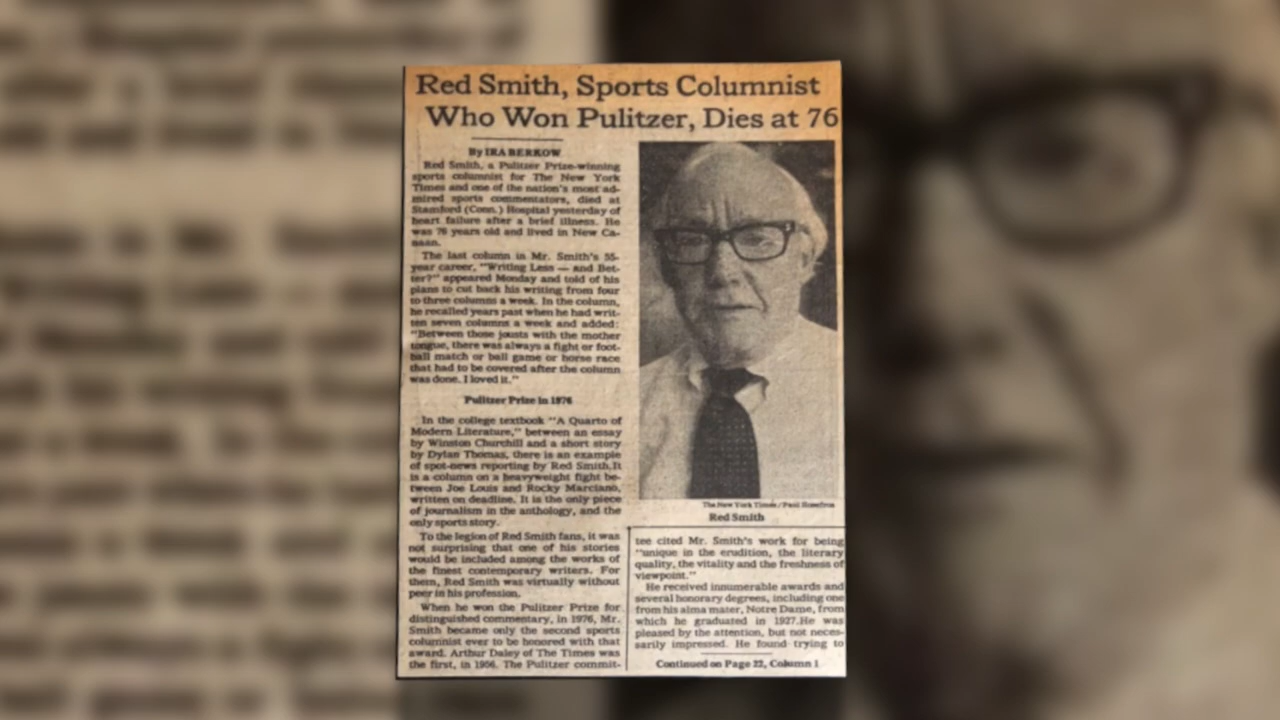 Red Smith, Sports Columnist
Who Won Pulitzer, Dies at 76
By IRA BERKOW
Red Smith, a Pulitzer Prize-winning
sports columnist for The New York
Times and one of the nation's most ad-
mired sports commentators, died at
Stamford (Conn.) Hospital yesterday of
heart failure after a brief illness. He
was 76 years old and lived in New Ca-
naan.
The last column in Mr. Smith's 55-
year career, "Writing Less — and Bet-
ter?" appeared Monday and told of his
plans to cut back his writing from four
to three columns a week. In the column,
he recalled years past when he had writ-
ten seven columns a week and added:
"Between those jousts with the mother
tongue, there was always a fight or foot-
ball match or ball game or horse race
that had to be covered after the column
was done. I loved it."
Pulitzer Prize in 1976
In the college textbook "A Quarto of
Modern Literature," between an essay
by Winston Churchill and a short story
by Dylan Thomas, there is an example
of spot-news reporting by Red Smith.It
is a column on a heavyweight fight be-
tween Joe Louis and Rocky Marciano,
written on deadline. It is the only piece
of journalism in the anthology, and the
only sports story.
To the legion of Red Smith fans, it was
not surprising that one of his stories
would be included among the works of
the finest contemporary writers. For
them, Red Smith was virtually without
peer in his profession.
When he won the Pulitzer Prize for
distinguished commentary, in 1976, Mr.
Smith became only the second sports
columnist ever to be honored with that
award. Arthur Daley of The Times was
the first, in 1956. The Pulitzer commit-
The New York Times / Paul
Red Smith
tee cited Mr. Smith's work for being
"unique in the erudition, the literary
quality, the vitality and the freshness of
viewpoint."
He received innumerable awards and
several honorary degrees, including one
from his alma mater, Notre Dame, from
which he graduated in 1927.He was
pleased by the attention, but not neces-
sarily impressed. He found trying to
Continued on Page 22, Column 1